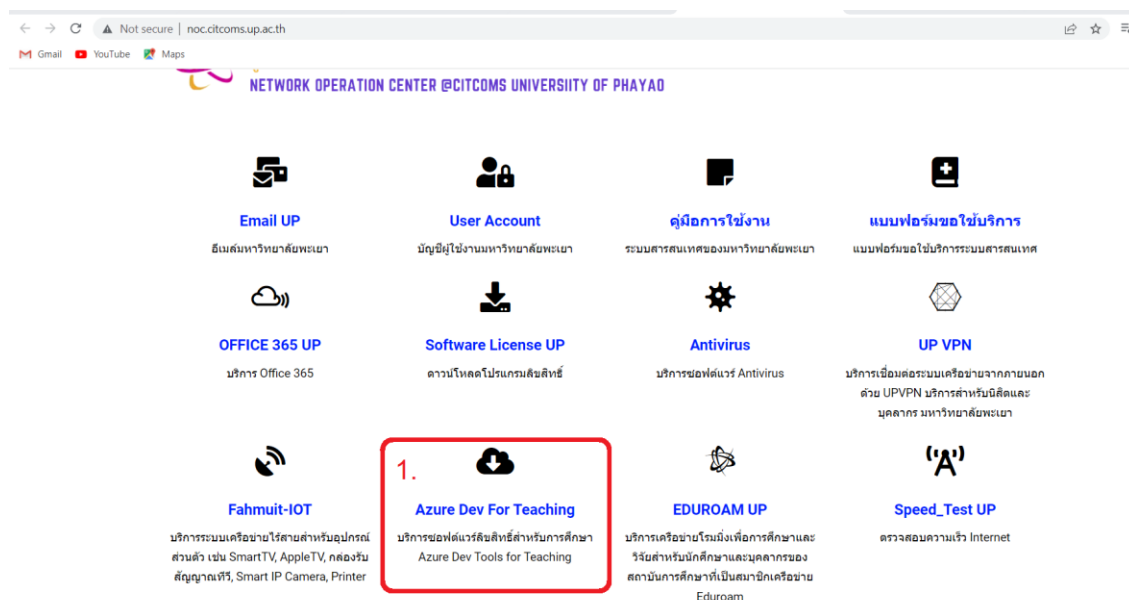 Not secure | noc.citcoms.up.ac.th
Gmail YouTube Maps
NETWORK OPERATION CENTER @CITCOMS UNIVERSIITY OF PHAYAO
Email UP
อีเมล์มหาวิทาลัยพะเยา
User Account
บัญชีผู้ใช้งานมหาวิทาลัยพะเยา
คู่มือการใช้งาน
ระบบสารสนเทศของมหาวิทาลัยพะเยา
แบบฟอร์มขอใช้บริการ
แบบฟอร์มขอใช้บริการระบบสารสนเทศ
OFFICE 365 UP
บริการ Office 365
Software License UP
ดาวน์โหลดโปรแกรมลิขสิทธิ์
Antivirus
บริการซอฟต์แวร์ Antivirus
UP VPN
บริการเชื่อมต่อระบบเครือข่ายจากภายนอก
ด้วย UPVPN บริการสำหรับนิสิตและ
บุคลากร มหาวิทยาลัยพะเยา
Fahmuit-IOT
บริการระบบเครือข่ายไร้สายสำหรับอุปกรณ์
ส่วนตัว เช่น SmartTV, AppleTV, กล่องรับ
สัญญาณทีวี, Smart IP Camera, Printer
1.
Azure Dev For Teaching
บริการซอฟต์แวร์ลิขสิทธิ์สำหรับการศึกษา
Azure Dev Tools for Teaching
EDUROAM UP
บริการเครือข่ายโรมมิ่งเพื่อการศึกษาและ
วิจัยสำหรับนักศึกษาและบุคลากรของ
สถาบันการศึกษาที่เป็นสมาชิกเครือข่าย
Eduroam
Speed_Test UP
ตรวจสอบความเร็ว Internet